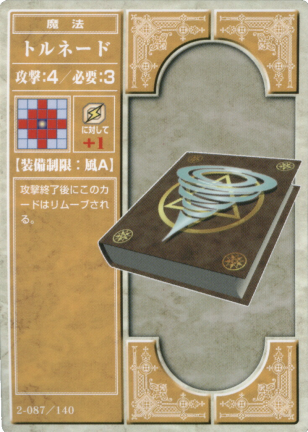 魔法
トルネード
攻撃:4／必要:3
に対して
+1
【装備制限：風A】
攻撃終了後にこのカ
ードはリムーブされ
る。
2-087／140